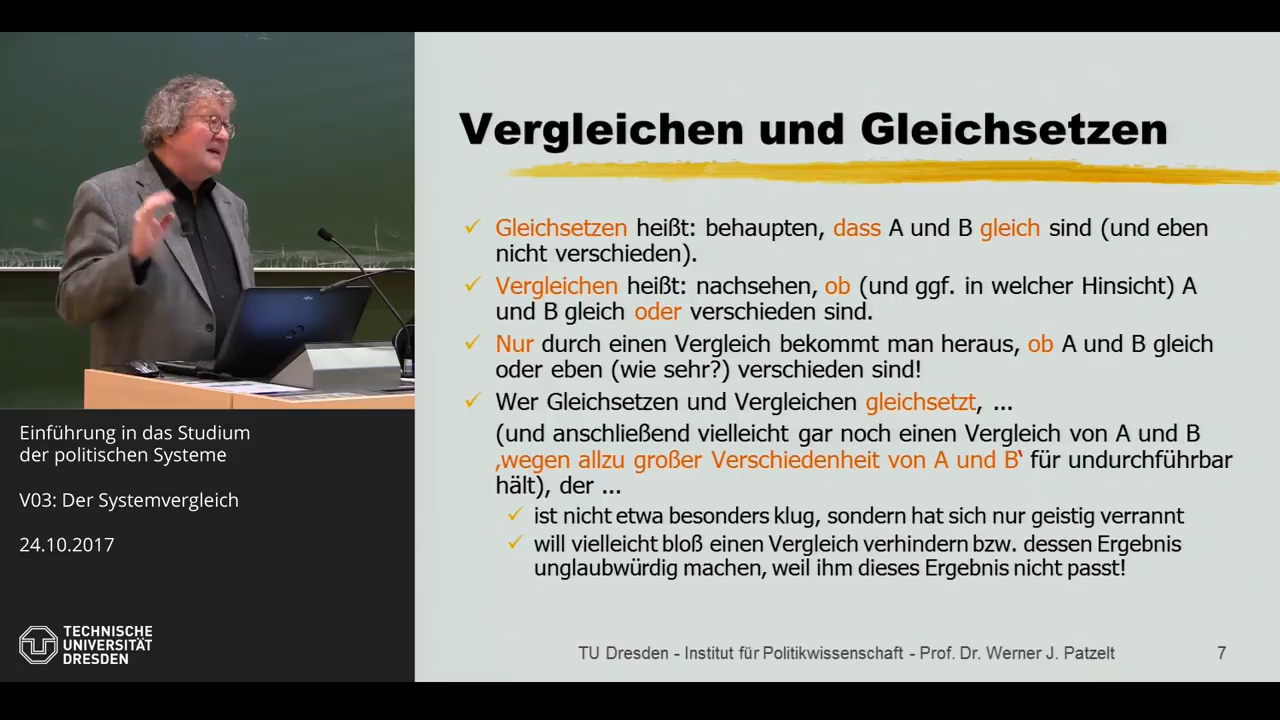 Vergleichen und Gleichsetzen
Gleichsetzen heißt: behaupten, dass A und B gleich sind (und eben
nicht verschieden).
Vergleichen heißt: nachsehen, ob (und ggf. in welcher Hinsicht) A
und B gleich oder verschieden sind.
Nur durch einen Vergleich bekommt man heraus, ob A und B gleich
oder eben (wie sehr?) verschieden sind!
Wer Gleichsetzen und Vergleichen gleichsetzt, ...
(und anschließend vielleicht gar noch einen Vergleich von A und B
‚wegen allzu großer Verschiedenheit von A und B‘ für undurchführbar
hält), der ...
ist nicht etwa besonders klug, sondern hat sich nur geistig verrannt
will vielleicht bloß einen Vergleich verhindern bzw. dessen Ergebnis
unglaubwürdig machen, weil ihm dieses Ergebnis nicht passt!
TU Dresden - Institut für Politikwissenschaft - Prof. Dr. Werner J. Patzelt
7
Einführung in das Studium
der politischen Systeme
V03: Der Systemvergleich
24.10.2017
TECHNISCHE
UNIVERSITÄT
DRESDEN